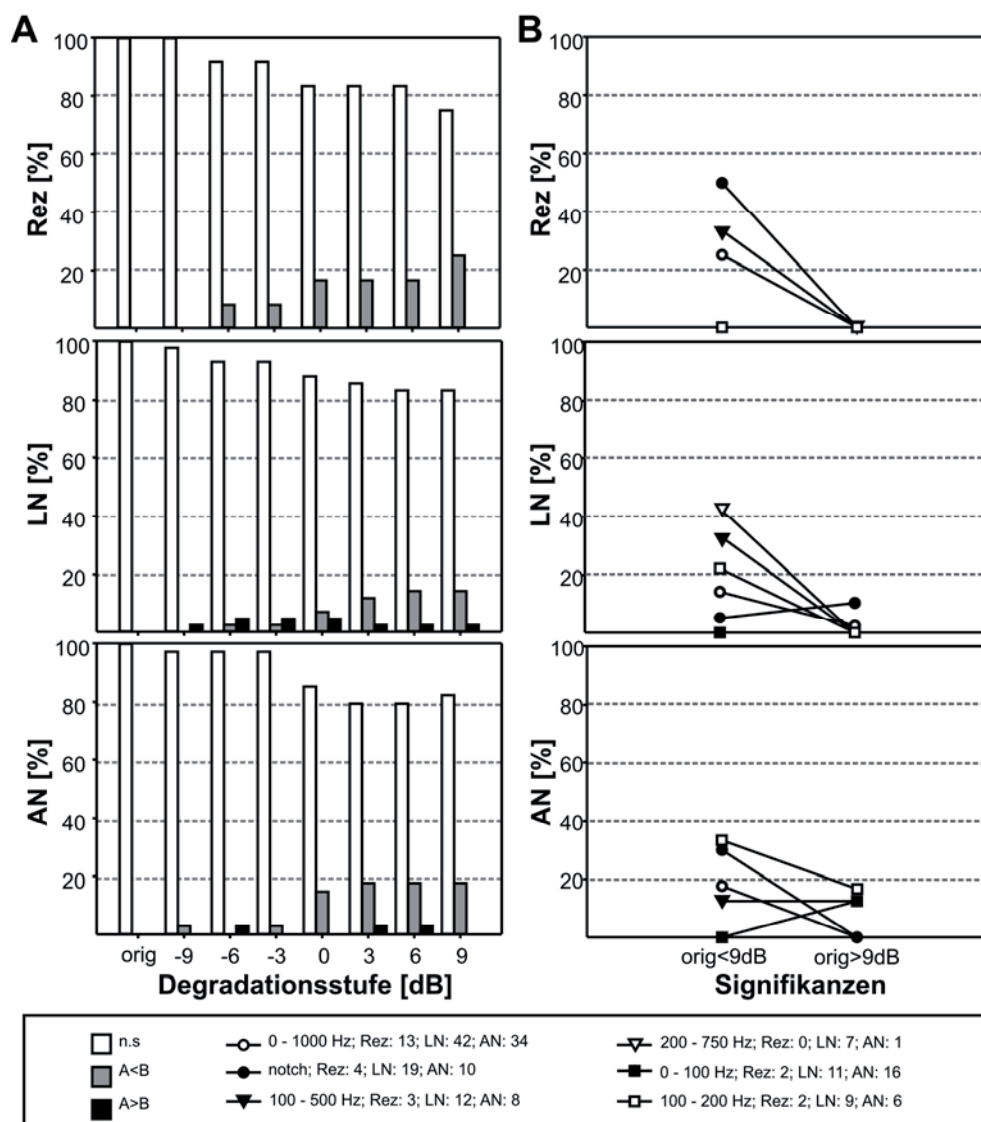 A
B
100
80
60
40
20
Rez [%]
100
80
60
40
20
Rez [%]
100
80
60
40
20
LN [%]
100
80
60
40
20
LN [%]
100
80
60
40
20
AN [%]
100
80
60
40
20
AN [%]
orig -9 -6 -3 0 3 6 9
Degradationsstufe [dB]
orig<9dB orig>9dB
Signifikanzen
n.s
A<B
A>B
0 - 1000 Hz; Rez: 13; LN: 42; AN: 34
notch; Rez: 4; LN: 19; AN: 10
100 - 500 Hz; Rez: 3; LN: 12; AN: 8
200 - 750 Hz; Rez: 0; LN: 7; AN: 1
0 - 100 Hz; Rez: 2; LN: 11; AN: 16
100 - 200 Hz; Rez: 2; LN: 9; AN: 6